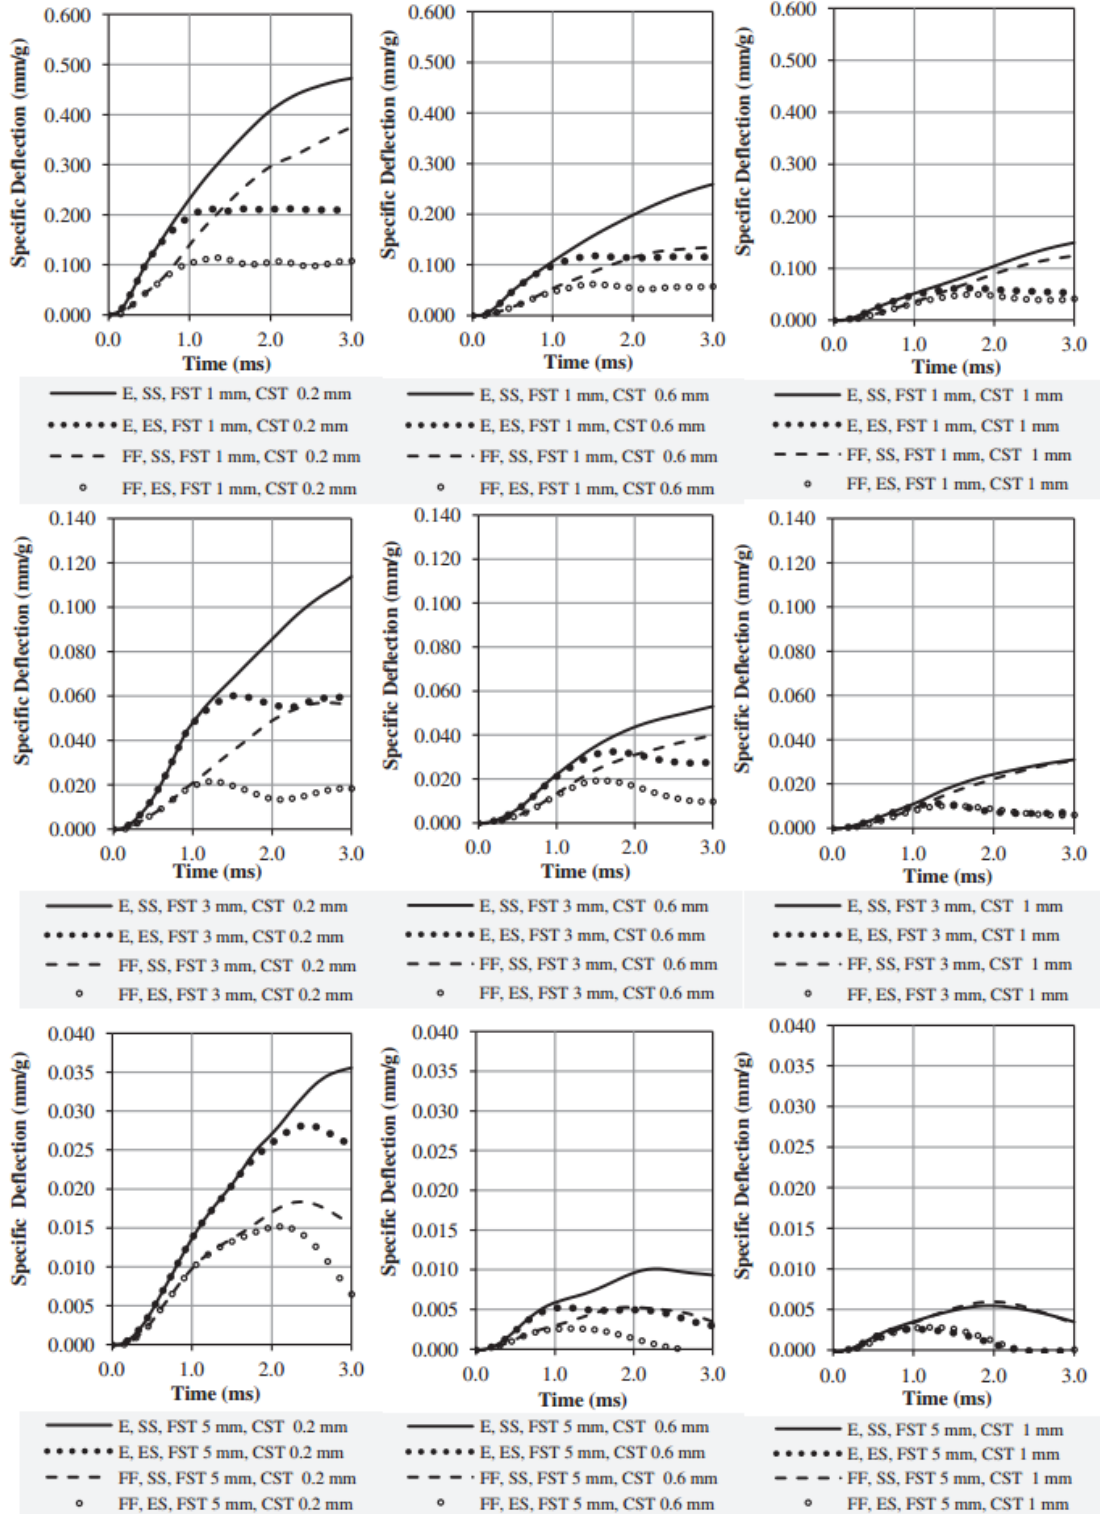 Specific Deflection (mm/g)
0.600
0.500
0.400
0.300
0.200
0.100
0.000
0.0 1.0 2.0 3.0
Time (ms)
E, SS, FST 1 mm, CST 0.2 mm
E, ES, FST 1 mm, CST 0.2 mm
FF, SS, FST 1 mm, CST 0.2 mm
FF, ES, FST 1 mm, CST 0.2 mm
Specific Deflection (mm/g)
0.600
0.500
0.400
0.300
0.200
0.100
0.000
0.0 1.0 2.0 3.0
Time (ms)
E, SS, FST 1 mm, CST 0.6 mm
E, ES, FST 1 mm, CST 0.6 mm
FF, SS, FST 1 mm, CST 0.6 mm
FF, ES, FST 1 mm, CST 0.6 mm
Specific Deflection (mm/g)
0.600
0.500
0.400
0.300
0.200
0.100
0.000
0.0 1.0 2.0 3.0
Time (ms)
E, SS, FST 1 mm, CST 1 mm
E, ES, FST 1 mm, CST 1 mm
FF, SS, FST 1 mm, CST 1 mm
FF, ES, FST 1 mm, CST 1 mm
Specific Deflection (mm/g)
0.140
0.120
0.100
0.080
0.060
0.040
0.020
0.000
0.0 1.0 2.0 3.0
Time (ms)
E, SS, FST 3 mm, CST 0.2 mm
E, ES, FST 3 mm, CST 0.2 mm
FF, SS, FST 3 mm, CST 0.2 mm
FF, ES, FST 3 mm, CST 0.2 mm
Specific Deflection (mm/g)
0.140
0.120
0.100
0.080
0.060
0.040
0.020
0.000
0.0 1.0 2.0 3.0
Time (ms)
E, SS, FST 3 mm, CST 0.6 mm
E, ES, FST 3 mm, CST 0.6 mm
FF, SS, FST 3 mm, CST 0.6 mm
FF, ES, FST 3 mm, CST 0.6 mm
Specific Deflection (mm/g)
0.140
0.120
0.100
0.080
0.060
0.040
0.020
0.000
0.0 1.0 2.0 3.0
Time (ms)
E, SS, FST 3 mm, CST 1 mm
E, ES, FST 3 mm, CST 1 mm
FF, SS, FST 3 mm, CST 1 mm
FF, ES, FST 3 mm, CST 1 mm
Specific Deflection (mm/g)
0.040
0.035
0.030
0.025
0.020
0.015
0.010
0.005
0.000
0.0 1.0 2.0 3.0
Time (ms)
E, SS, FST 5 mm, CST 0.2 mm
E, ES, FST 5 mm, CST 0.2 mm
FF, SS, FST 5 mm, CST 0.2 mm
FF, ES, FST 5 mm, CST 0.2 mm
Specific Deflection (mm/g)
0.040
0.035
0.030
0.025
0.020
0.015
0.010
0.005
0.000
0.0 1.0 2.0 3.0
Time (ms)
E, SS, FST 5 mm, CST 0.6 mm
E, ES, FST 5 mm, CST 0.6 mm
FF, SS, FST 5 mm, CST 0.6 mm
FF, ES, FST 5 mm, CST 0.6 mm
Specific Deflection (mm/g)
0.040
0.035
0.030
0.025
0.020
0.015
0.010
0.005
0.000
0.0 1.0 2.0 3.0
Time (ms)
E, SS, FST 5 mm, CST 1 mm
E, ES, FST 5 mm, CST 1 mm
FF, SS, FST 5 mm, CST 1 mm
FF, ES, FST 5 mm, CST 1 mm